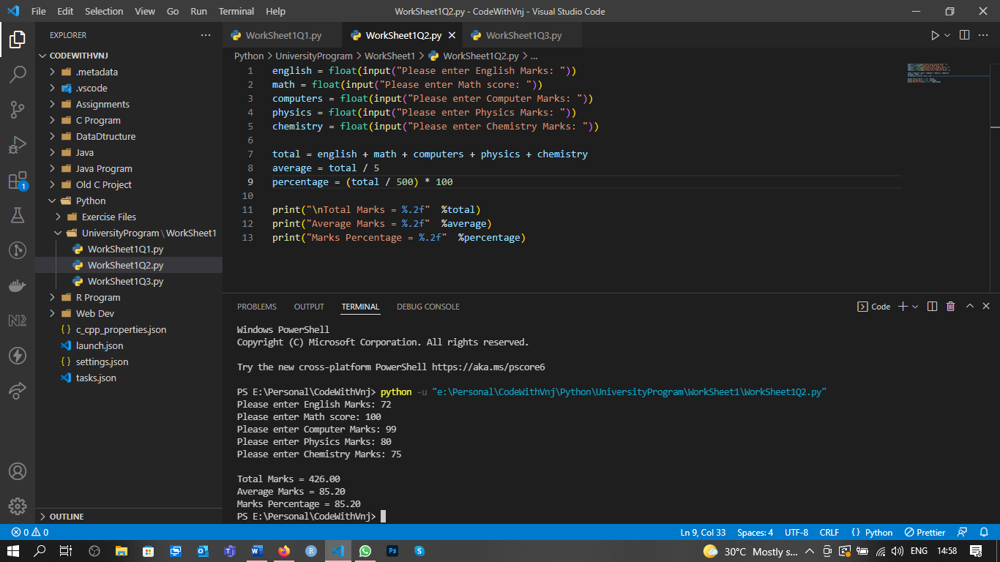 File Edit Selection View Go Run Terminal Help
WorkSheet1Q2.py - CodeWithVnj - Visual Studio Code
EXPLORER
CODEWITHVNJ
.metadata
.vscode
Assignments
C Program
DataDtructure
Java
Java Program
Old C Project
Python
Exercise Files
UniversityProgram \ WorkSheet1
WorkSheet1Q1.py
WorkSheet1Q2.py
WorkSheet1Q3.py
R Program
Web Dev
{ } c_cpp_properties.json
launch.json
{ } settings.json
tasks.json
OUTLINE
1
WorkSheet1Q1.py
WorkSheet1Q2.py
WorkSheet1Q3.py
Python > UniversityProgram > WorkSheet1 > WorkSheet1Q2.py > ...
1 english = float(input("Please enter English Marks: "))
2 math = float(input("Please enter Math score: "))
3 computers = float(input("Please enter Computer Marks: "))
4 physics = float(input("Please enter Physics Marks: "))
5 chemistry = float(input("Please enter Chemistry Marks: "))
6
7 total = english + math + computers + physics + chemistry
8 average = total / 5
9 percentage = (total / 500) * 100
10
11 print("\nTotal Marks = %.2f"  %total)
12 print("Average Marks = %.2f"  %average)
13 print("Marks Percentage = %.2f"  %percentage)
PROBLEMS OUTPUT TERMINAL DEBUG CONSOLE
Code
Windows PowerShell
Copyright (C) Microsoft Corporation. All rights reserved.
Try the new cross-platform PowerShell https://aka.ms/pscore6
PS E:\Personal\CodeWithVnj> python -u "e:\Personal\CodeWithVnj\Python\UniversityProgram\WorkSheet1\WorkSheet1Q2.py"
Please enter English Marks: 72
Please enter Math score: 100
Please enter Computer Marks: 99
Please enter Physics Marks: 80
Please enter Chemistry Marks: 75
Total Marks = 426.00
Average Marks = 85.20
Marks Percentage = 85.20
PS E:\Personal\CodeWithVnj>
0 0
Ln 9, Col 33 Spaces: 4 UTF-8 CRLF { } Python Prettier
30°C Mostly s... ENG 14:58